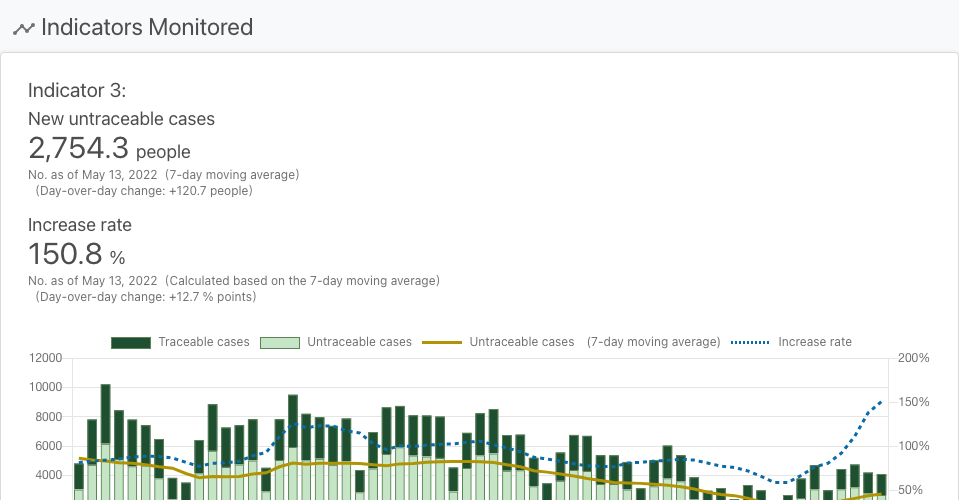 Indicators Monitored
Indicator 3:
New untraceable cases
2,754.3 people
No. as of May 13, 2022 (7-day moving average)
(Day-over-day change: +120.7 people)
Increase rate
150.8 %
No. as of May 13, 2022 (Calculated based on the 7-day moving average)
(Day-over-day change: +12.7 % points)
Traceable cases Untraceable cases Untraceable cases (7-day moving average) Increase rate
12000 200%
10000
150%
8000
6000 100%
4000
50%